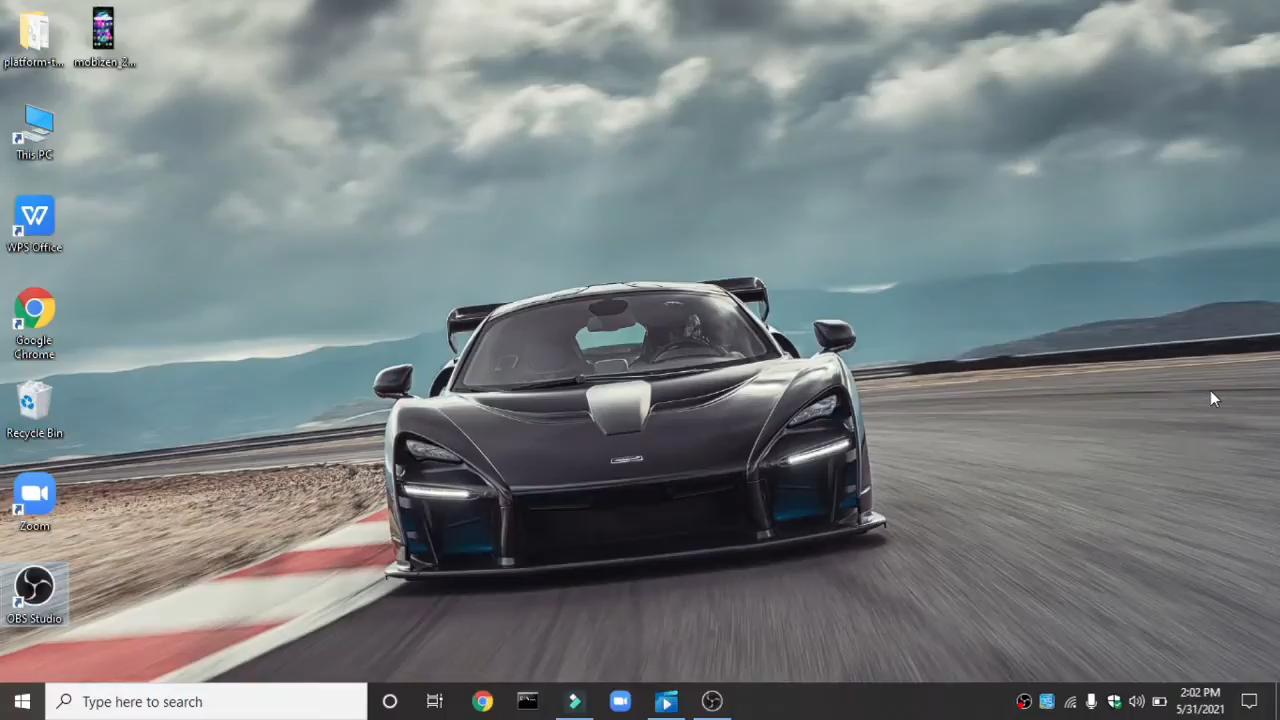 platform-t...
mobizen_2...
This PC
WPS Office
Google
Chrome
Recycle Bin
Zoom
OBS Studio
Type here to search
2:02 PM
5/31/2021